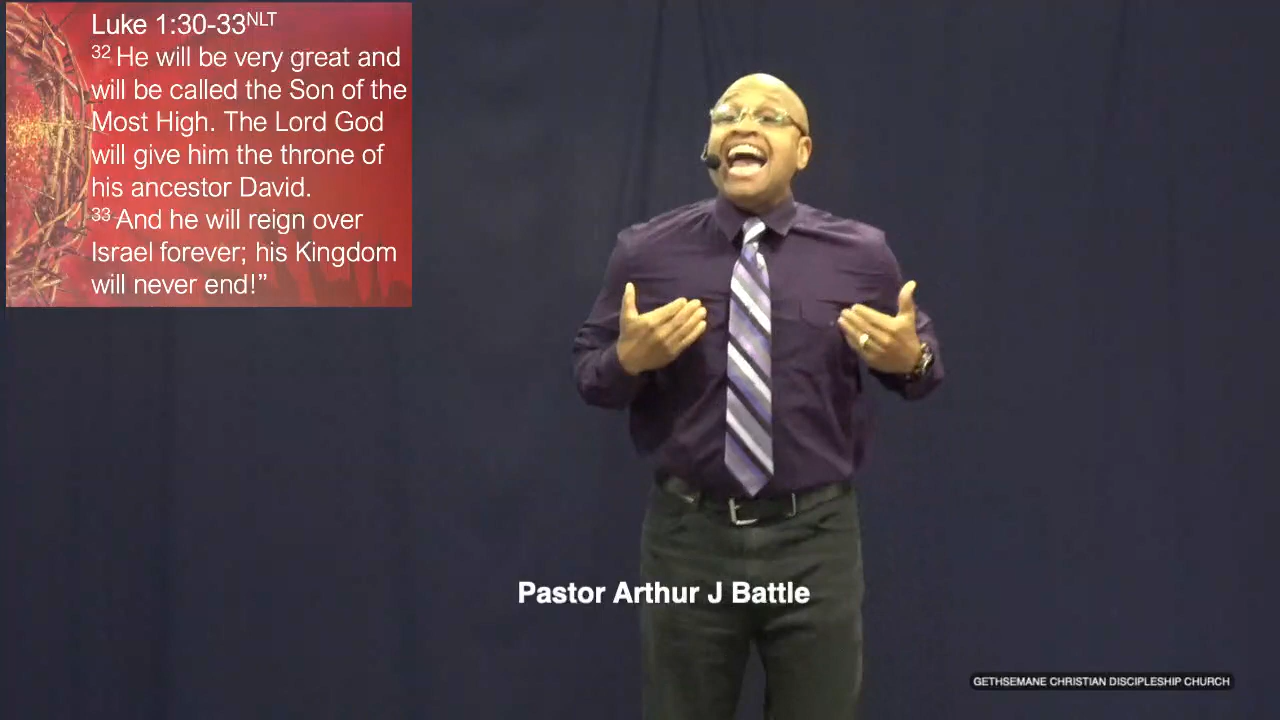 Luke 1:30-33NLT
32 He will be very great and
will be called the Son of the
Most High. The Lord God
will give him the throne of
his ancestor David.
33 And he will reign over
Israel forever; his Kingdom
will never end!”
Pastor Arthur J Battle
GETHSEMANE CHRISTIAN DISCIPLESHIP CHURCH